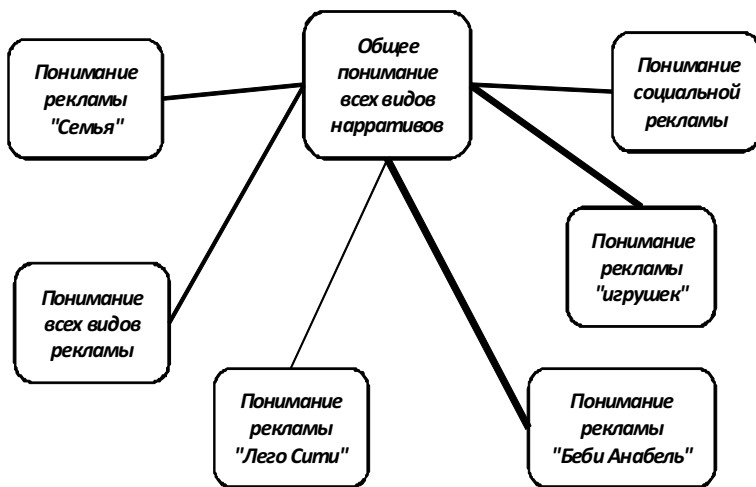 Общее
понимание
всех видов
нарративов
Понимание
рекламы
"Семья"
Понимание
социальной
рекламы
Понимание
рекламы
"игрушек"
Понимание
всех видов
рекламы
Понимание
рекламы
"Лего Сити"
Понимание
рекламы
"Беби Анабель"